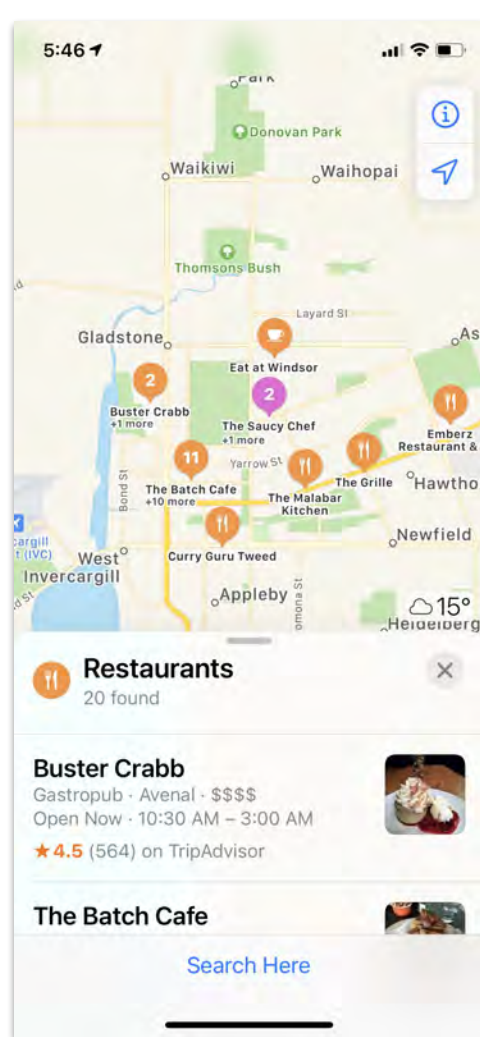 5:46
Park
Donovan Park
Waikiwi
Waihopai
Thomsons Bush
Layard St
Gladstone
As
Eat at Windsor
2
Buster Crabb
+1 more
2
The Saucy Chef
+1 more
Emberz
Restaurant &
11
Yarrow St
The Grille
The Batch Cafe
+10 more
Bond St
The Malabar
Kitchen
Hawtho
Curry Guru Tweed
Newfield
cargill
t (IVC)
West
Invercargill
Appleby
omona St
15°
Heidelberg
Restaurants
20 found
Buster Crabb
Gastropub · Avenal · $$$$
Open Now · 10:30 AM – 3:00 AM
★4.5 (564) on TripAdvisor
The Batch Cafe
Search Here